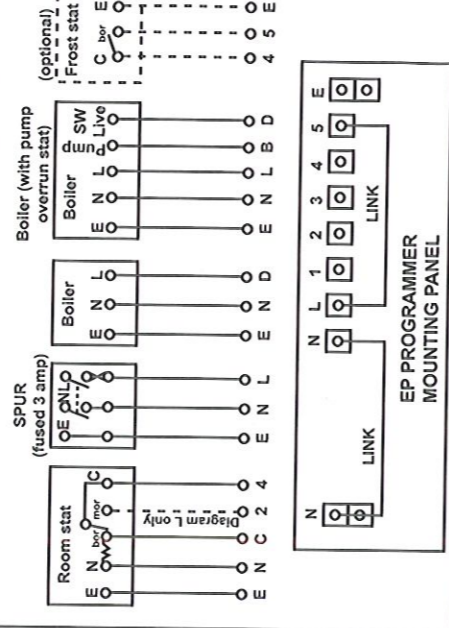 Room stat
E N bor mor C
Diagram L only
E N C 2 4
SPUR
(fused 3 amp)
E N L
E N L
Boiler
E N L
E N D
Boiler (with pump
overrun stat)
Boiler
E N L Pump SW
Live
E N L B D
(optional)
Frost stat
C bor E
4 5 E
N N L 1 2 3 4 5 E
LINK LINK
EP PROGRAMMER
MOUNTING PANEL